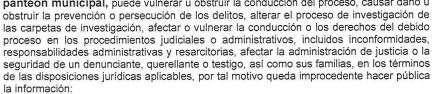 panteón municipal, puede vulnerar u obstruir la conducción del proceso, causar daño u
obstruir la prevención o persecución de los delitos, alterar el proceso de investigación de
las carpetas de investigación, afectar o vulnerar la conducción o los derechos del debido
proceso en los procedimientos judiciales o administrativos, incluidos inconformidades,
responsabilidades administrativas y resarcitorias, afectar la administración de justicia o la
seguridad de un denunciante, querellante o testigo, así como sus familias, en los términos
de las disposiciones jurídicas aplicables, por tal motivo queda improcedente hacer pública
la información: